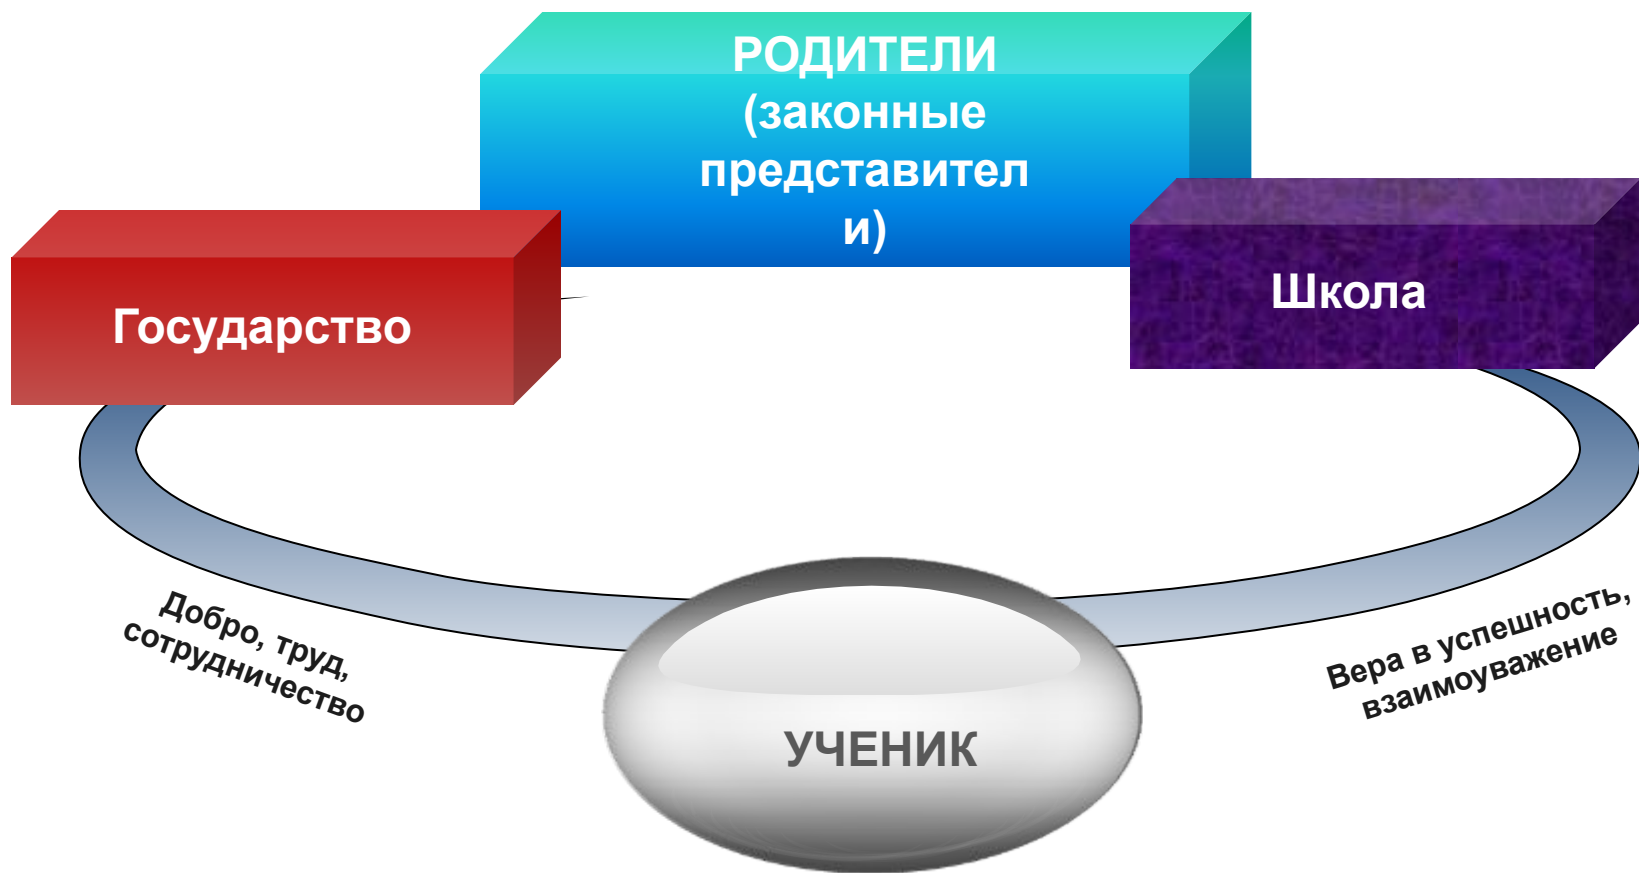 РОДИТЕЛИ
(законные
представител
и)
Государство
Школа
Добро, труд,
сотрудничество
Вера в успешность,
взаимоуважение
УЧЕНИК